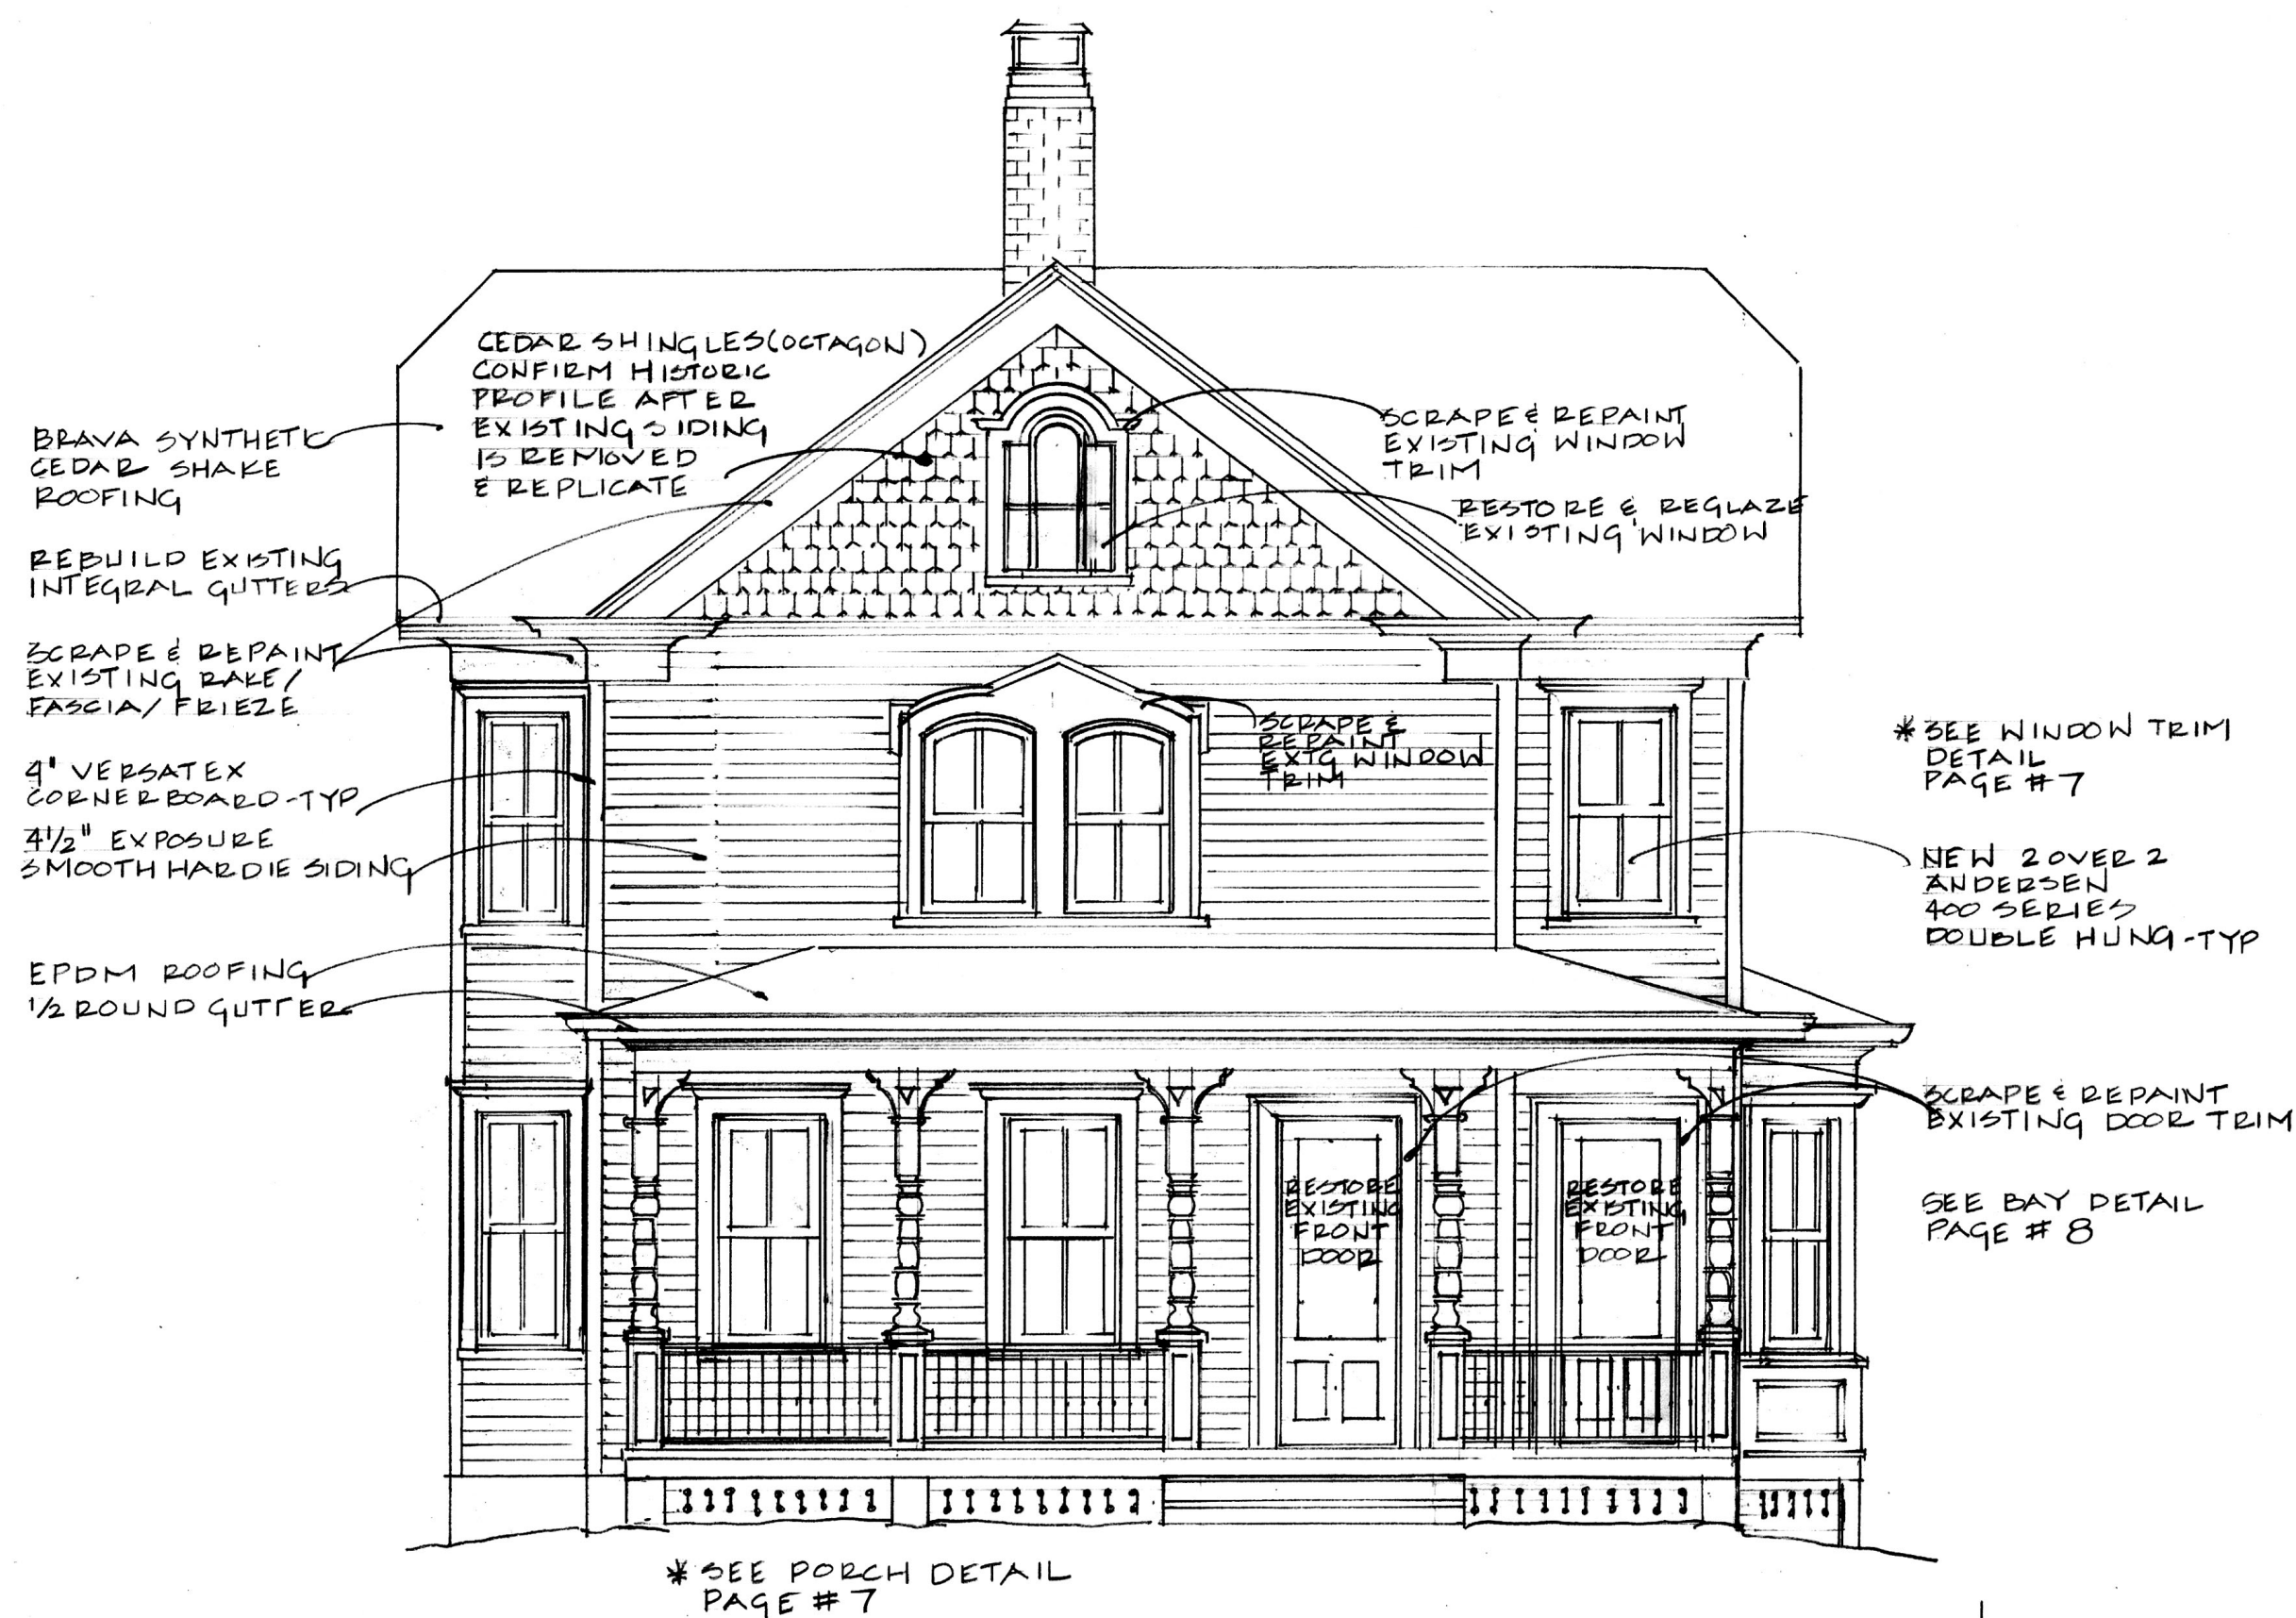 CEDAR SHINGLES (OCTAGON)
CONFIRM HISTORIC
PROFILE AFTER
EXISTING SIDING
IS REMOVED
& REPLICATE
BRAVA SYNTHETIC
CEDAR SHAKE
ROOFING
REBUILD EXISTING
INTEGRAL GUTTERS
SCRAPE & REPAINT
EXISTING RAKE/
FASCIA/FRIEZE
4" VERSATEX
CORNERBOARD-TYP
4 1/2" EXPOSURE
SMOOTH HARDIE SIDING
EPDM ROOFING
1/2 ROUND GUTTER
SCRAPE & REPAINT
EXISTING WINDOW
TRIM
RESTORE & REGLAZE
EXISTING WINDOW
SCRAPE &
REPAINT
EXTG WINDOW
TRIM
* SEE WINDOW TRIM
DETAIL
PAGE # 7
NEW 2 OVER 2
ANDERSEN
400 SERIES
DOUBLE HUNG-TYP
SCRAPE & REPAINT
EXISTING DOOR TRIM
SEE BAY DETAIL
PAGE # 8
RESTORE
EXISTING
FRONT
DOOR
RESTORE
EXISTING
FRONT
DOOR
* SEE PORCH DETAIL
PAGE # 7